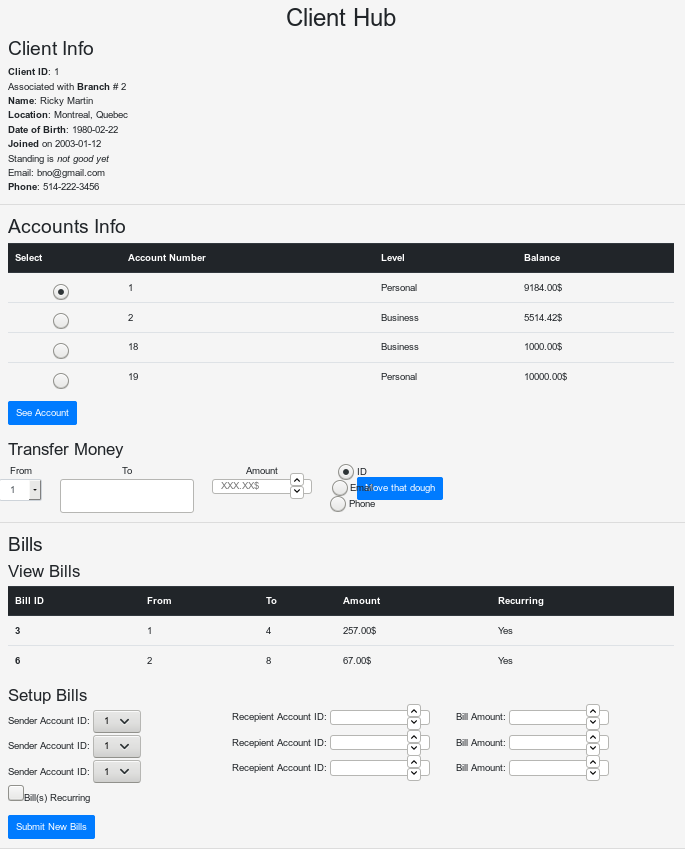 Client Hub
Client Info
Client ID: 1
Associated with Branch # 2
Name: Ricky Martin
Location: Montreal, Quebec
Date of Birth: 1980-02-22
Joined on 2003-01-12
Standing is not good yet
Email: bno@gmail.com
Phone: 514-222-3456
Accounts Info
Select Account Number Level Balance
1 Personal 9184.00$
2 Business 5514.42$
18 Business 1000.00$
19 Personal 10000.00$
See Account
Transfer Money
From To Amount ID
1 XXX.XX$ that dough
Phone
Bills
View Bills
Bill ID From To Amount Recurring
3 1 4 257.00$ Yes
6 2 8 67.00$ Yes
Setup Bills
Sender Account ID: 1 Recepient Account ID: Bill Amount:
Sender Account ID: 1 Recepient Account ID: Bill Amount:
Sender Account ID: 1 Recepient Account ID: Bill Amount:
Bill(s) Recurring
Submit New Bills